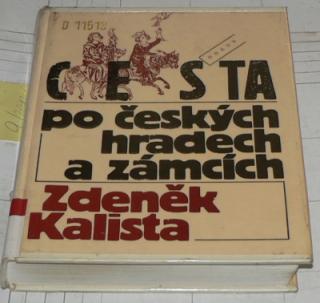 D 11513
CESTA
po českých
hradech
a zámcích
Zdeněk
Kalista